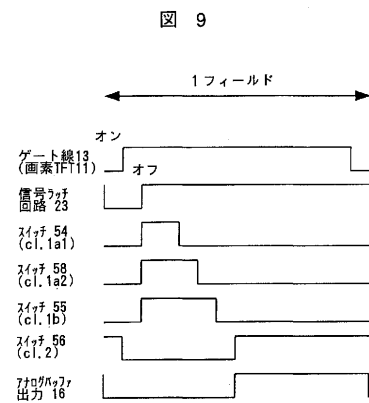 図 9
1フィールド
オン
ゲート線13
(画素TFT11)
オフ
信号ラッチ
回路 23
スイッチ 54
(cl.1a1)
スイッチ 58
(cl.1a2)
スイッチ 55
(cl.1b)
スイッチ 56
(cl.2)
アナログバッファ
出力 16